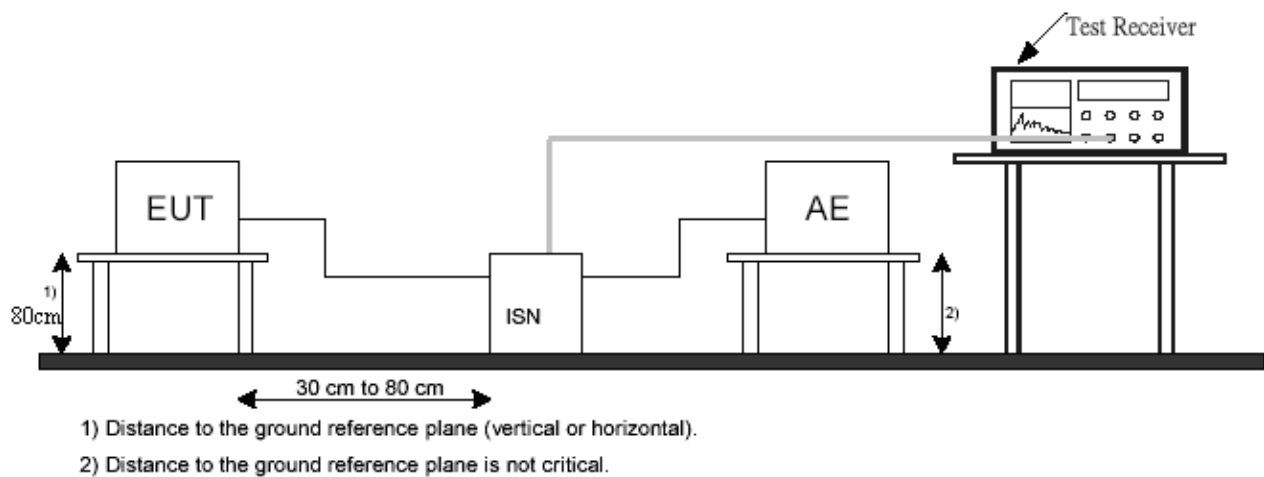 Test Receiver
EUT
AE
1)
80cm
ISN
2)
30 cm to 80 cm
1) Distance to the ground reference plane (vertical or horizontal).
2) Distance to the ground reference plane is not critical.